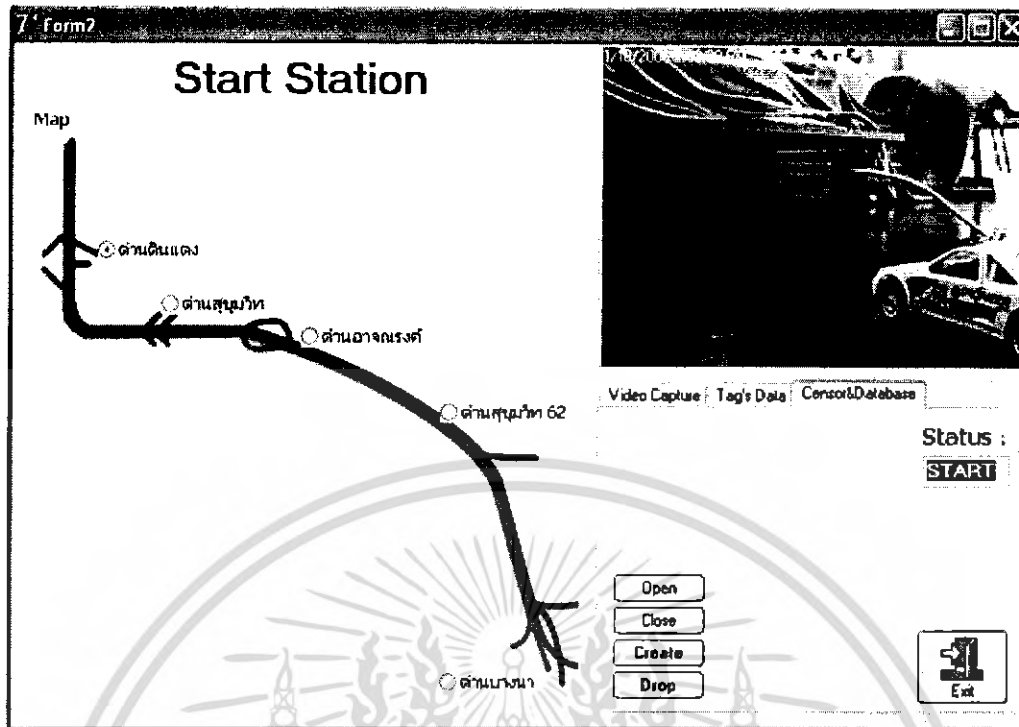 Form2
Start Station
Map
ด่านดินแดง
ด่านสุขุมวิท
ด่านอาจณรงค์
ด่านสุขุมวิท 62
ด่านบางนา
Video Capture
Tag's Data
Censor&Database
Status :
START
Open
Close
Create
Drop
Exit